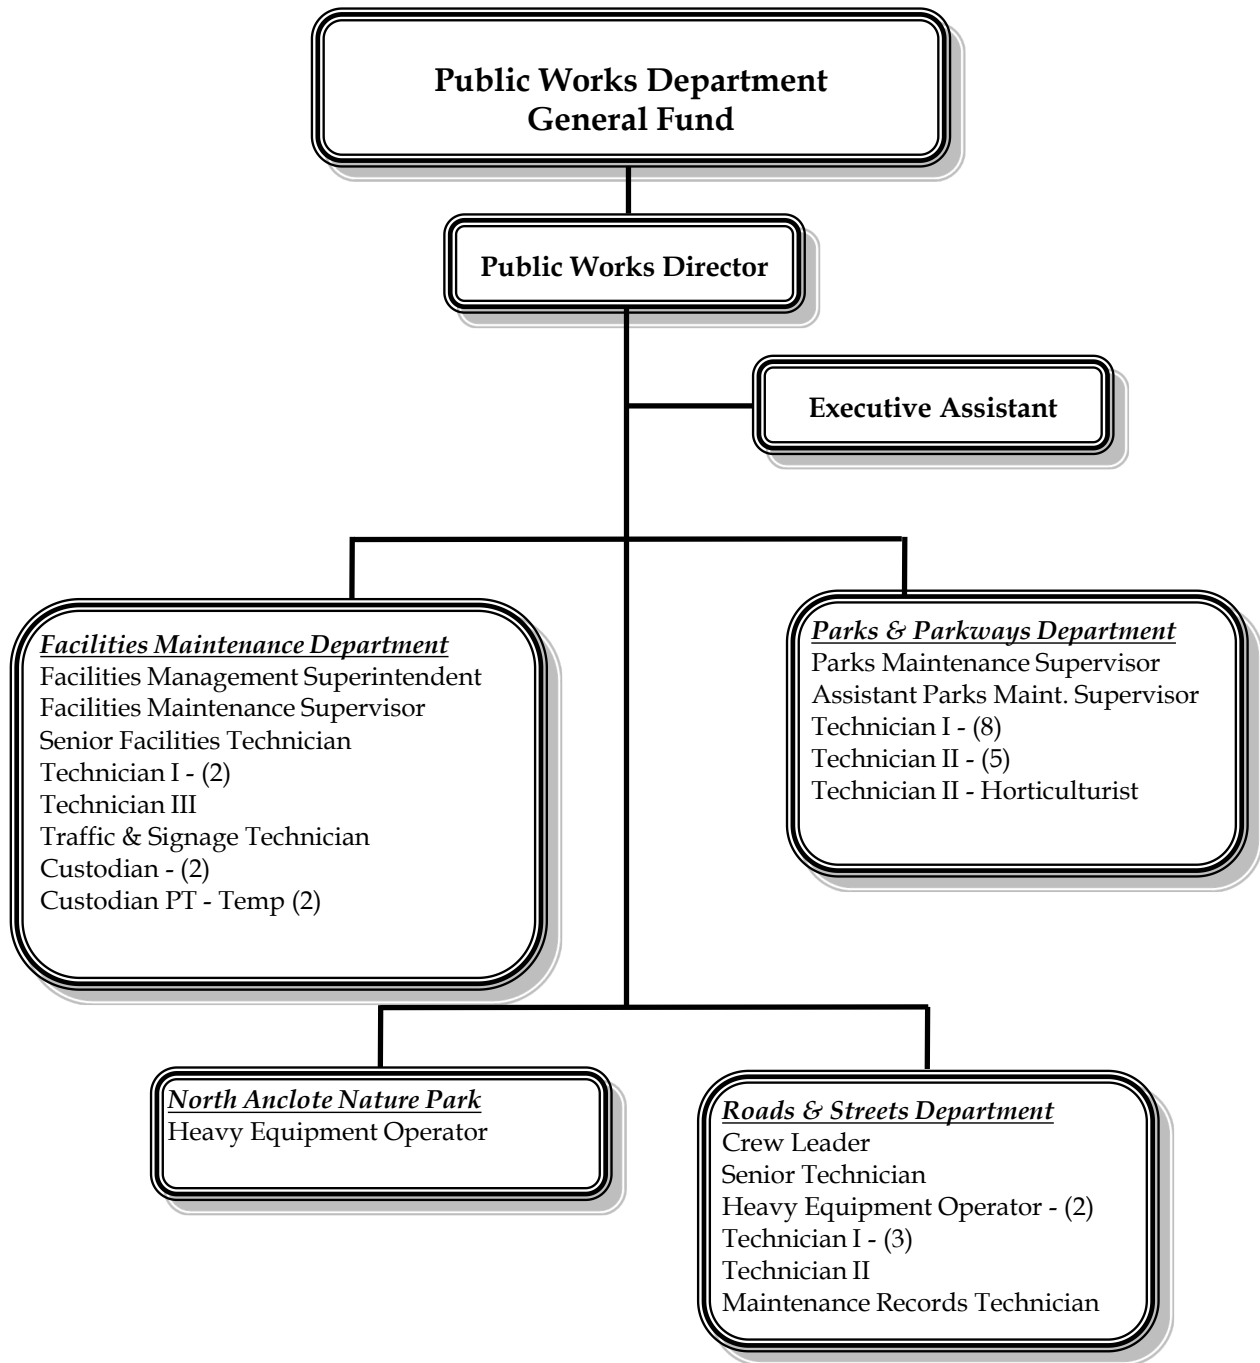 Public Works Department
General Fund
Public Works Director
Executive Assistant
Facilities Maintenance Department
Facilities Management Superintendent
Facilities Maintenance Supervisor
Senior Facilities Technician
Technician I - (2)
Technician III
Traffic & Signage Technician
Custodian - (2)
Custodian PT - Temp (2)
Parks & Parkways Department
Parks Maintenance Supervisor
Assistant Parks Maint. Supervisor
Technician I - (8)
Technician II - (5)
Technician II - Horticulturist
North Anclote Nature Park
Heavy Equipment Operator
Roads & Streets Department
Crew Leader
Senior Technician
Heavy Equipment Operator - (2)
Technician I - (3)
Technician II
Maintenance Records Technician